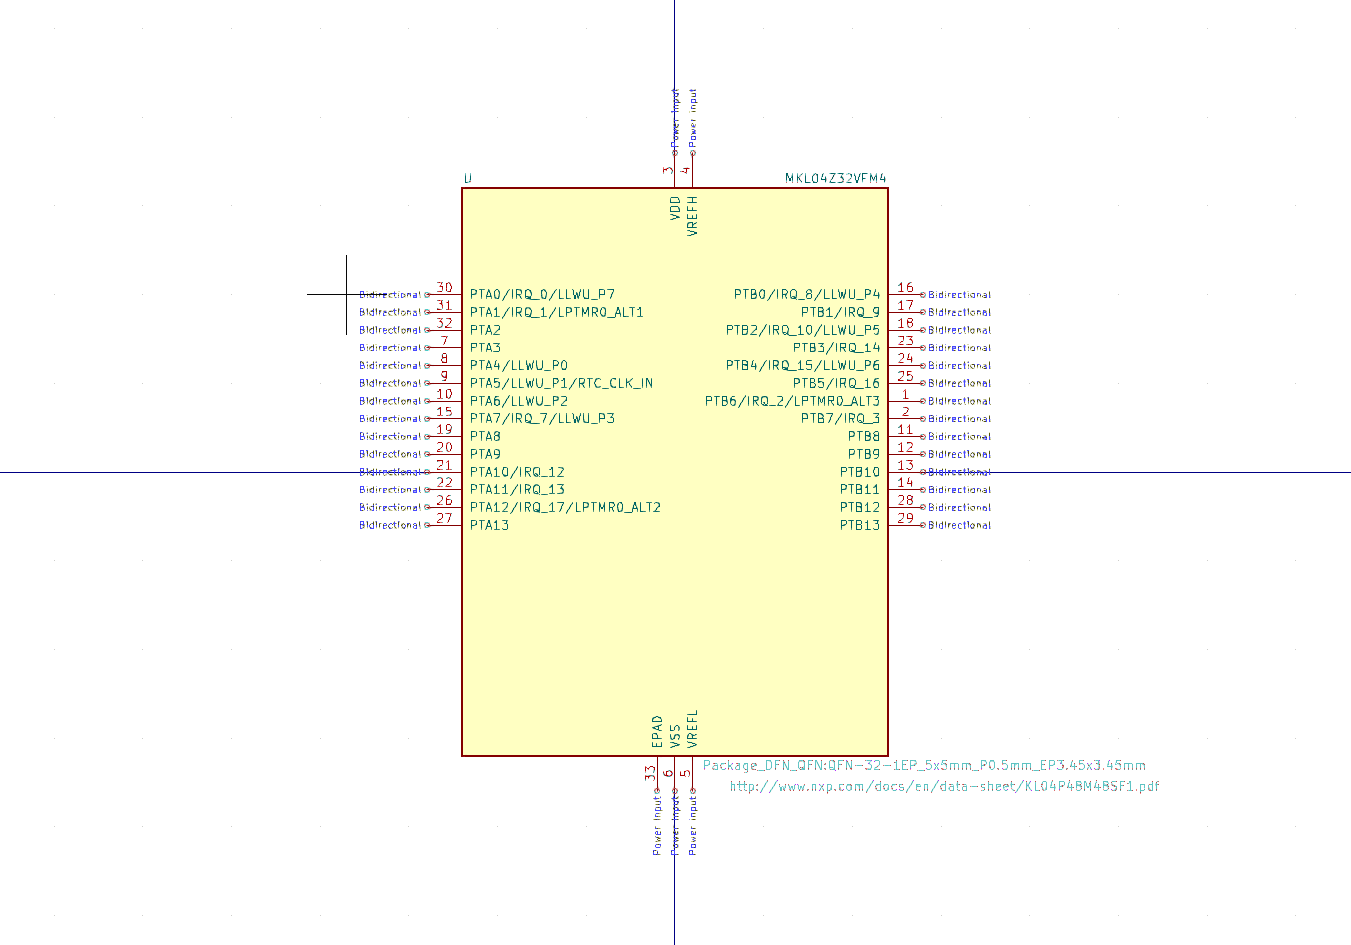 Power input Power input
3 4
U MKL04Z32VFM4
VDD VREFH
Bidirectional 30 PTA0/IRQ_0/LLWU_P7 PTB0/IRQ_8/LLWU_P4 16 Bidirectional
Bidirectional 31 PTA1/IRQ_1/LPTMR0_ALT1 PTB1/IRQ_9 17 Bidirectional
Bidirectional 32 PTA2 PTB2/IRQ_10/LLWU_P5 18 Bidirectional
Bidirectional 7 PTA3 PTB3/IRQ_14 23 Bidirectional
Bidirectional 8 PTA4/LLWU_P0 PTB4/IRQ_15/LLWU_P6 24 Bidirectional
Bidirectional 9 PTA5/LLWU_P1/RTC_CLK_IN PTB5/IRQ_16 25 Bidirectional
Bidirectional 10 PTA6/LLWU_P2 PTB6/IRQ_2/LPTMR0_ALT3 1 Bidirectional
Bidirectional 15 PTA7/IRQ_7/LLWU_P3 PTB7/IRQ_3 2 Bidirectional
Bidirectional 19 PTA8 PTB8 11 Bidirectional
Bidirectional 20 PTA9 PTB9 12 Bidirectional
Bidirectional 21 PTA10/IRQ_12 PTB10 13 Bidirectional
Bidirectional 22 PTA11/IRQ_13 PTB11 14 Bidirectional
Bidirectional 26 PTA12/IRQ_17/LPTMR0_ALT2 PTB12 28 Bidirectional
Bidirectional 27 PTA13 PTB13 29 Bidirectional
EPAD VSS VREFL
33 6 5
Package_DFN_QFN:QFN-32-1EP_5x5mm_P0.5mm_EP3.45x3.45mm
http://www.nxp.com/docs/en/data-sheet/KL04P48M48SF1.pdf
Power input Power input Power input